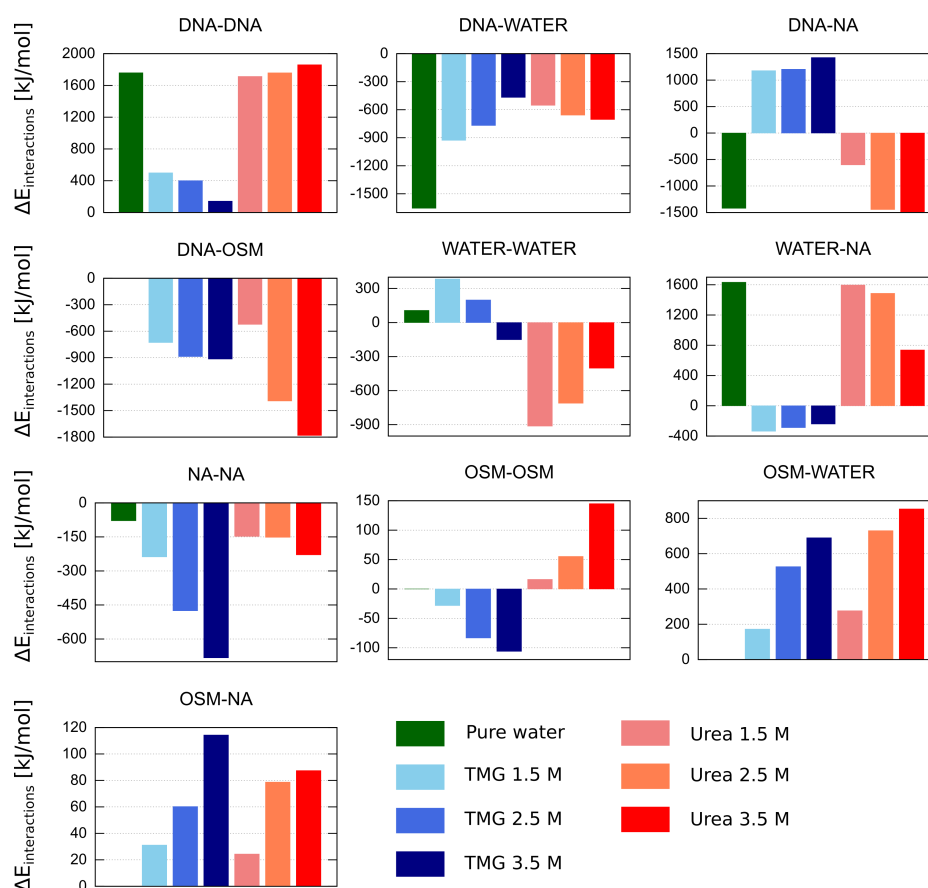 DNA-DNA
DNA-WATER
DNA-NA
ΔEinteractions [kJ/mol]
2000
1600
1200
800
400
0
0
-300
-600
-900
-1200
-1500
1500
1000
500
0
-500
-1000
-1500
DNA-OSM
WATER-WATER
WATER-NA
ΔEinteractions [kJ/mol]
0
-300
-600
-900
-1200
-1500
-1800
300
0
-300
-600
-900
1600
1200
800
400
0
-400
NA-NA
OSM-OSM
OSM-WATER
ΔEinteractions [kJ/mol]
0
-150
-300
-450
-600
150
100
50
0
-50
-100
800
600
400
200
0
OSM-NA
ΔEinteractions [kJ/mol]
120
100
80
60
40
20
0
Pure water
TMG 1.5 M
TMG 2.5 M
TMG 3.5 M
Urea 1.5 M
Urea 2.5 M
Urea 3.5 M